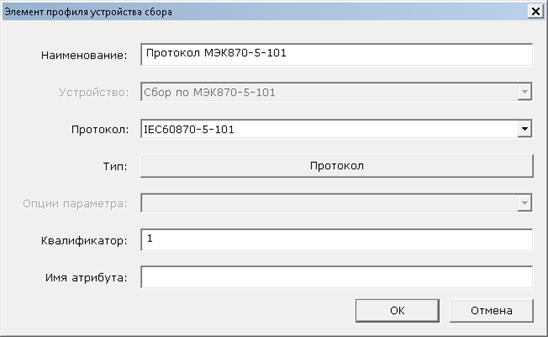 Элемент профиля устройства сбора
Наименование: Протокол МЭК870-5-101
Устройство: Сбор по МЭК870-5-101
Протокол: IEC60870-5-101
Тип: Протокол
Опции параметра:
Квалификатор: 1
Имя атрибута:
OK Отмена